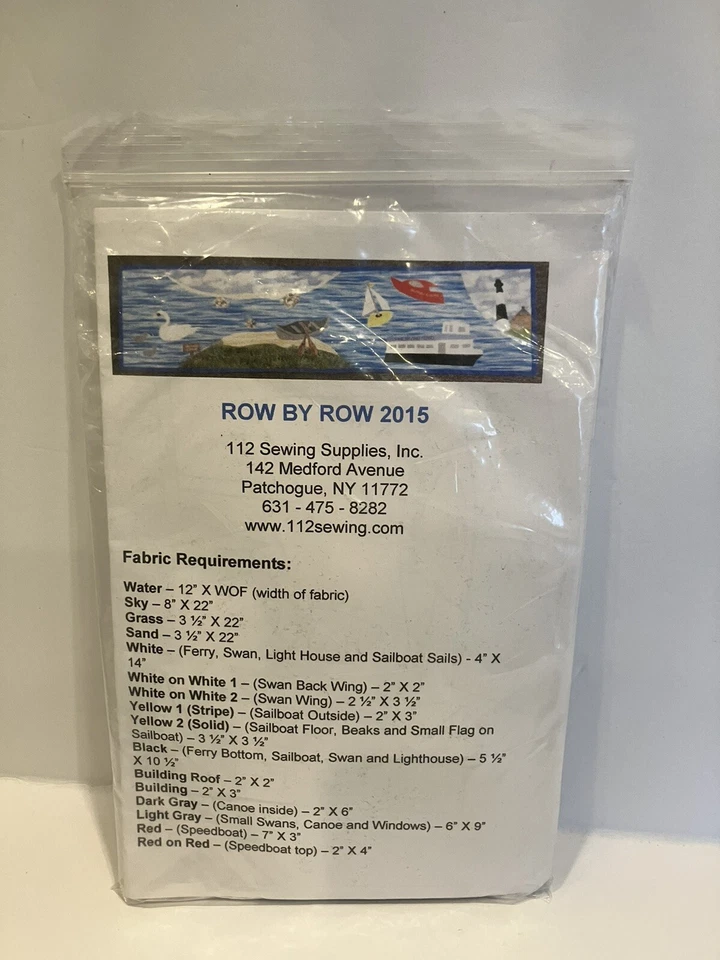 ROW BY ROW 2015
112 Sewing Supplies, Inc.
142 Medford Avenue
Patchogue, NY 11772
631 - 475 - 8282
www.112sewing.com
Fabric Requirements:
Water – 12” X WOF (width of fabric)
Sky – 8” X 22”
Grass – 3 ½” X 22”
Sand – 3 ½” X 22”
White – (Ferry, Swan, Light House and Sailboat Sails) - 4” X
14”
White on White 1 – (Swan Back Wing) – 2” X 2”
White on White 2 – (Swan Wing) – 2 ½” X 3 ½”
Yellow 1 (Stripe) – (Sailboat Outside) – 2” X 3”
Yellow 2 (Solid) – (Sailboat Floor, Beaks and Small Flag on
Sailboat) – 3 ½” X 3 ½”
Black – (Ferry Bottom, Sailboat, Swan and Lighthouse) – 5 ½”
X 10 ½”
Building Roof – 2” X 2”
Building – 2” X 3”
Dark Gray – (Canoe inside) – 2” X 6”
Light Gray – (Small Swans, Canoe and Windows) – 6” X 9”
Red – (Speedboat) – 7” X 3”
Red on Red – (Speedboat top) – 2” X 4”